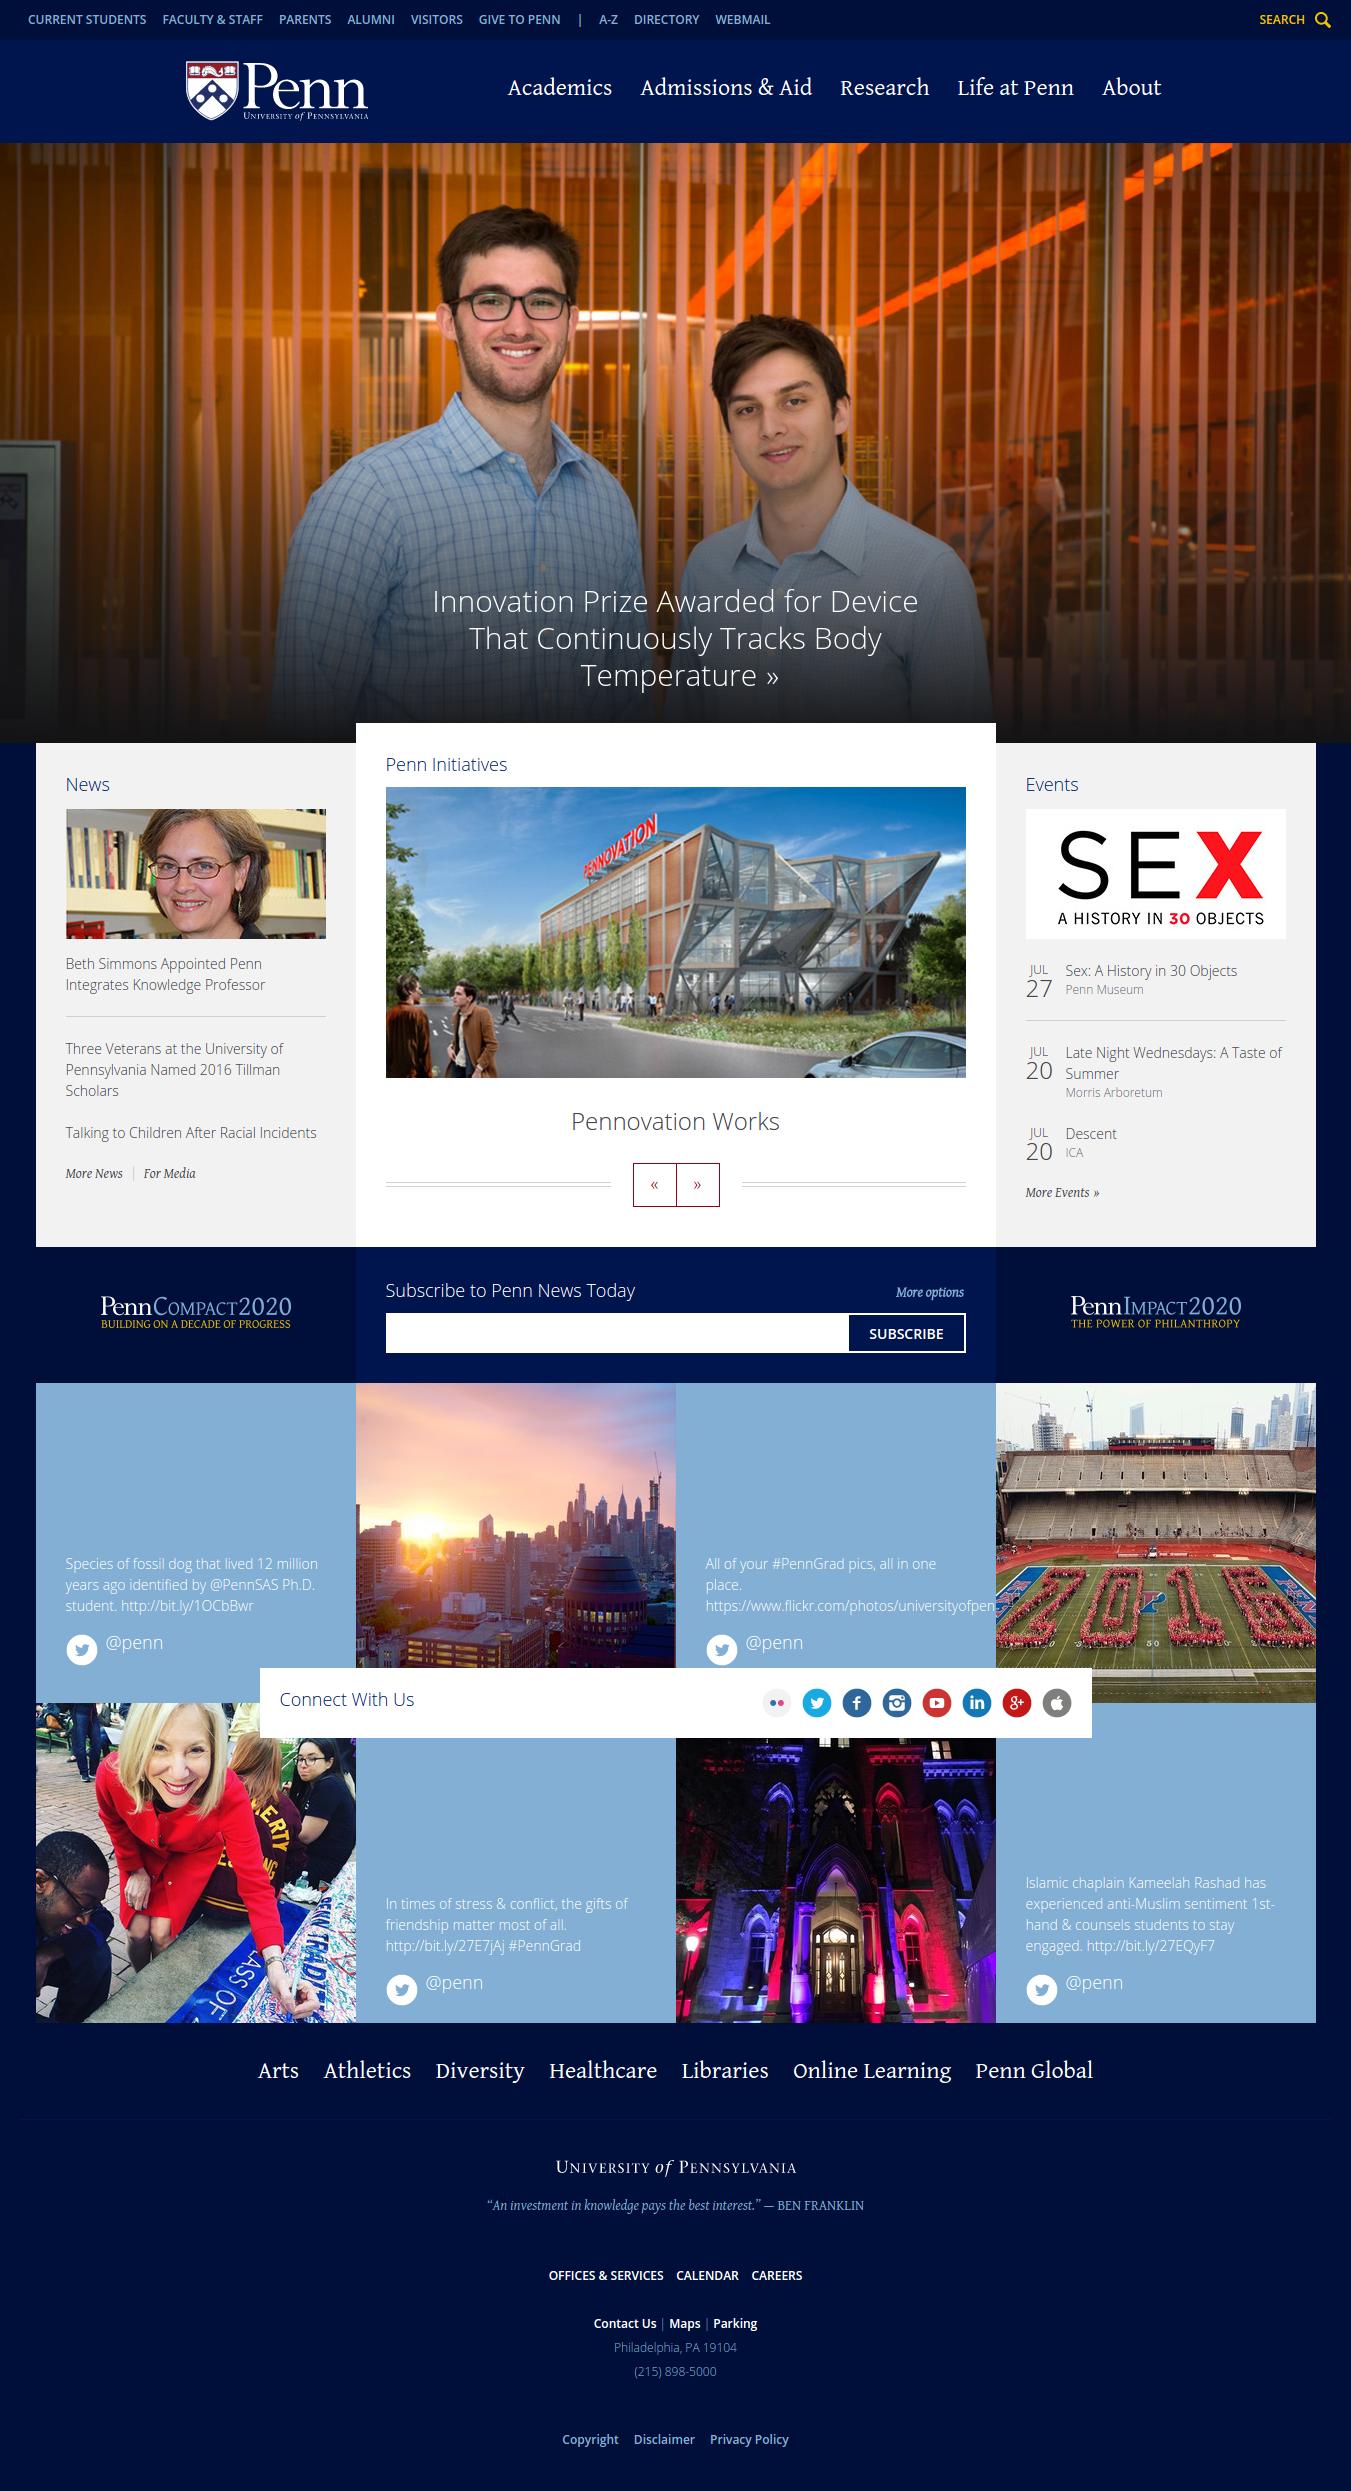 CURRENT STUDENTS FACULTY & STAFF PARENTS ALUMNI VISITORS GIVE TO PENN | A-Z DIRECTORY WEBMAIL SEARCH
Penn
University of Pennsylvania
Academics Admissions & Aid Research Life at Penn About
Innovation Prize Awarded for Device
That Continuously Tracks Body
Temperature »
News
Beth Simmons Appointed Penn
Integrates Knowledge Professor
Three Veterans at the University of
Pennsylvania Named 2016 Tillman
Scholars
Talking to Children After Racial Incidents
More News | For Media
Penn Initiatives
PENNOVATION
Pennovation Works
« »
Events
SEX
A HISTORY IN 30 OBJECTS
JUL
27
Sex: A History in 30 Objects
Penn Museum
JUL
20
Late Night Wednesdays: A Taste of
Summer
Morris Arboretum
JUL
20
Descent
ICA
More Events »
Penn Compact2020
BUILDING ON A DECADE OF PROGRESS
Subscribe to Penn News Today
More options
SUBSCRIBE
Penn Impact2020
THE POWER OF PHILANTHROPY
Species of fossil dog that lived 12 million
years ago identified by @PennSAS Ph.D.
student. http://bit.ly/1OCbBwr
@penn
All of your #PennGrad pics, all in one
place.
https://www.flickr.com/photos/universityofpen
@penn
2016
P
50
Connect With Us
f in g+
CLASS OF
In times of stress & conflict, the gifts of
friendship matter most of all.
http://bit.ly/27E7jAj #PennGrad
@penn
Islamic chaplain Kameelah Rashad has
experienced anti-Muslim sentiment 1st-
hand & counsels students to stay
engaged. http://bit.ly/27EQyF7
@penn
Arts Athletics Diversity Healthcare Libraries Online Learning Penn Global
University of Pennsylvania
“An investment in knowledge pays the best interest.” — BEN FRANKLIN
OFFICES & SERVICES CALENDAR CAREERS
Contact Us | Maps | Parking
Philadelphia, PA 19104
(215) 898-5000
Copyright Disclaimer Privacy Policy